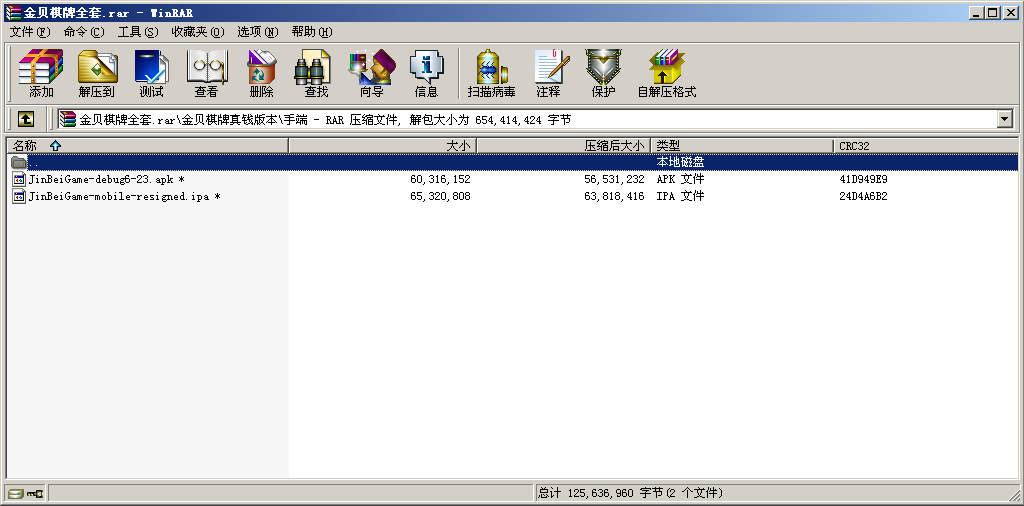 金贝棋牌全套.rar - WinRAR
文件(F) 命令(C) 工具(S) 收藏夹(O) 选项(N) 帮助(H)
添加 解压到 测试 查看 删除 查找 向导 信息 扫描病毒 注释 保护 自解压格式
金贝棋牌全套.rar\金贝棋牌真钱版本\手端 - RAR 压缩文件, 解包大小为 654,414,424 字节
名称 大小 压缩后大小 类型 CRC32
.. 本地磁盘
JinBeiGame-debug6-23.apk * 60,316,152 56,531,232 APK 文件 41D949E9
JinBeiGame-mobile-resigned.ipa * 65,320,808 63,818,416 IPA 文件 24D4A6B2
总计 125,636,960 字节(2 个文件)